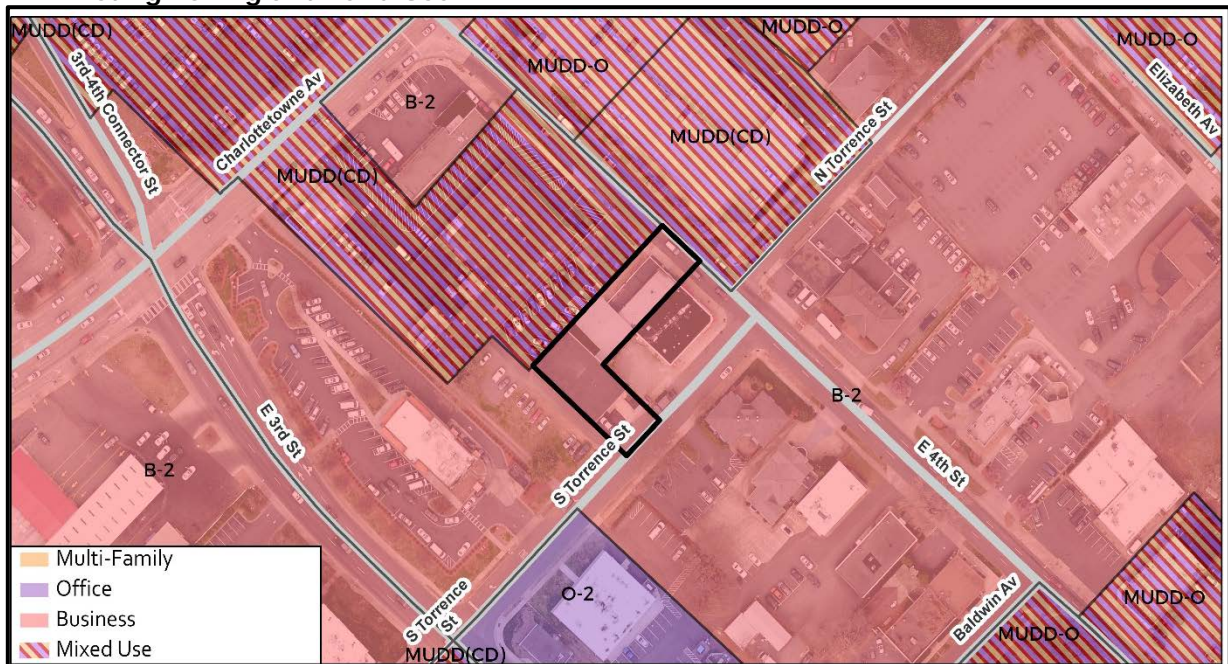 MUDD(CD)
MUDD-O
MUDD-O
MUDD-O
3rd-4th Connector St
Charlottetowne Av
B-2
Elizabeth Av
MUDD(CD)
MUDD(CD)
N Torrence St
E 3rd St
B-2
B-2
S Torrence St
E 4th St
Multi-Family
Office
Business
Mixed Use
S Torrence
St
O-2
MUDD(CD)
Baldwin Av
MUDD-O
MUDD-O